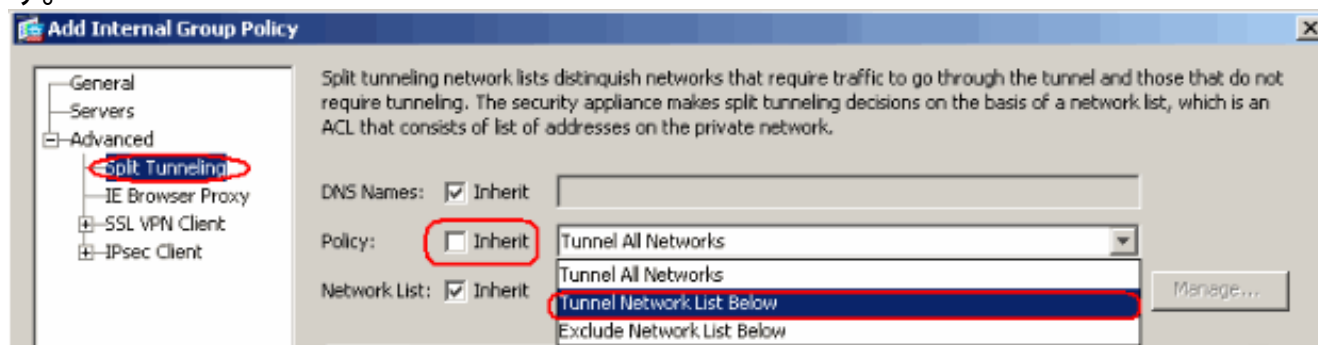 す。
Add Internal Group Policy
General
Servers
Advanced
Split Tunneling
IE Browser Proxy
SSL VPN Client
IPsec Client
Split tunneling network lists distinguish networks that require traffic to go through the tunnel and those that do not
require tunneling. The security appliance makes split tunneling decisions on the basis of a network list, which is an
ACL that consists of list of addresses on the private network.
DNS Names: Inherit
Policy: Inherit Tunnel All Networks
Tunnel All Networks
Network List: Inherit
Tunnel Network List Below
Manage...
Exclude Network List Below